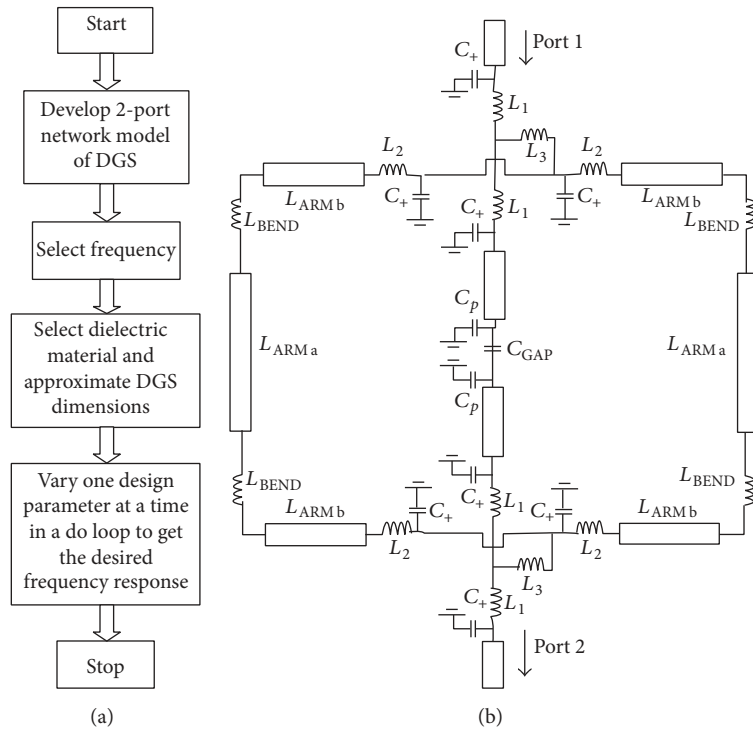 Start
Develop 2-port
network model
of DGS
Select frequency
Select dielectric
material and
approximate DGS
dimensions
Vary one design
parameter at a time
in a do loop to get
the desired
frequency response
Stop
(a)
C+
Port 1
L1
L3
L2
L2
LARM b
C+
C+
LARM b
LBEND
C+
L1
LBEND
Cp
LARM a
CGAP
LARM a
Cp
LBEND
LBEND
C+
L1
LARM b
C+
C+
LARM b
L2
L2
L3
C+
L1
Port 2
(b)